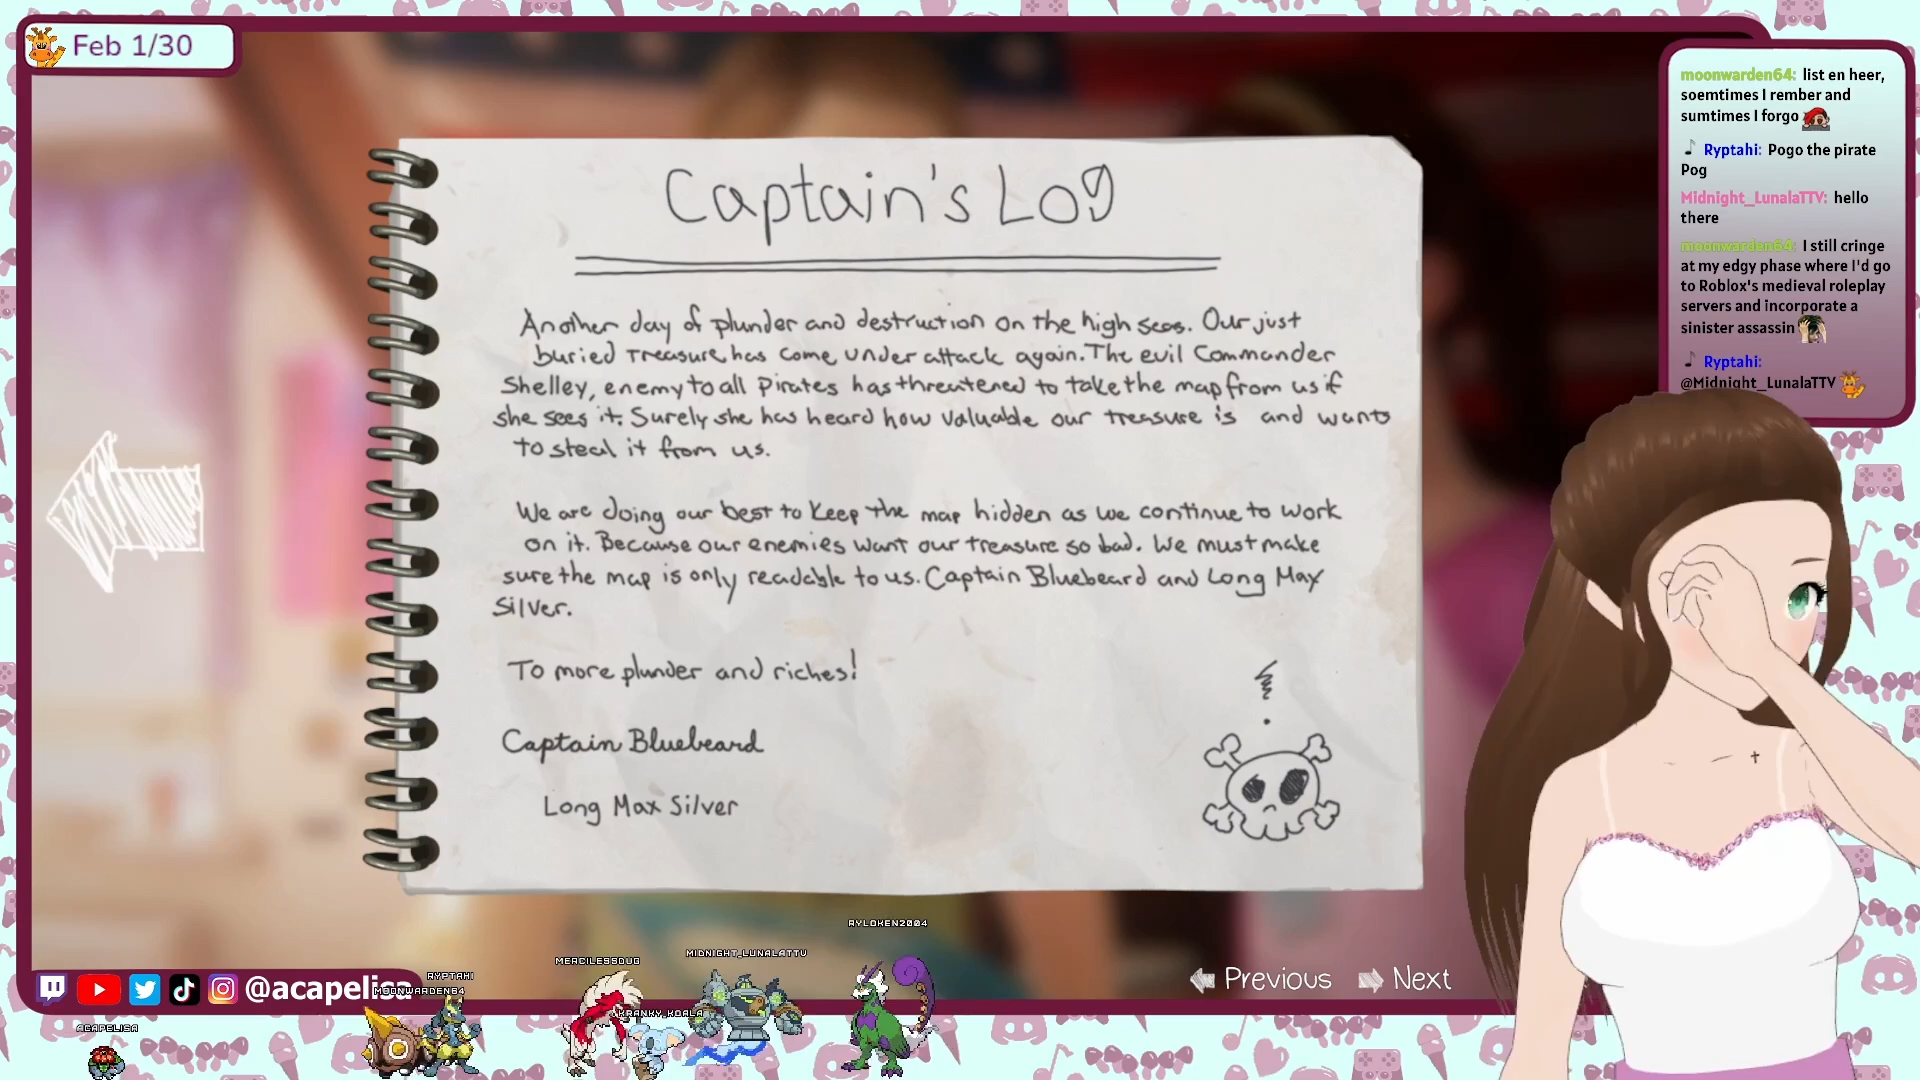 Feb 1/30
moonwarden64: list en heer,
soemtimes I rember and
sumtimes I forgo
Ryptahi: Pogo the pirate
Pog
Midnight_LunalaTTV: hello
there
moonwarden64: I still cringe
at my edgy phase where I'd go
to Roblox's medieval roleplay
servers and incorporate a
sinister assassin
Ryptahi:
@Midnight_LunalaTTV
Captain's Log
Another day of plunder and destruction on the high seas. Our just
buried treasure has come under attack again. The evil Commander
Shelley, enemy to all Pirates has threatened to take the map from us if
she sees it. Surely she has heard how valuable our treasure is and wants
to steal it from us.
We are doing our best to keep the map hidden as we continue to work
on it. Because our enemies want our treasure so bad. We must make
sure the map is only readable to us. Captain Bluebeard and Long Max
Silver.
To more plunder and riches!
Captain Bluebeard
Long Max Silver
Previous Next
@acapelisa
RYLOKEN2004
MIDNIGHT_LUNALATTV
MERCILESSDUO
RYPTAHI
MOONWARDEN64
KRANKY_KOALA
ACAPELISA